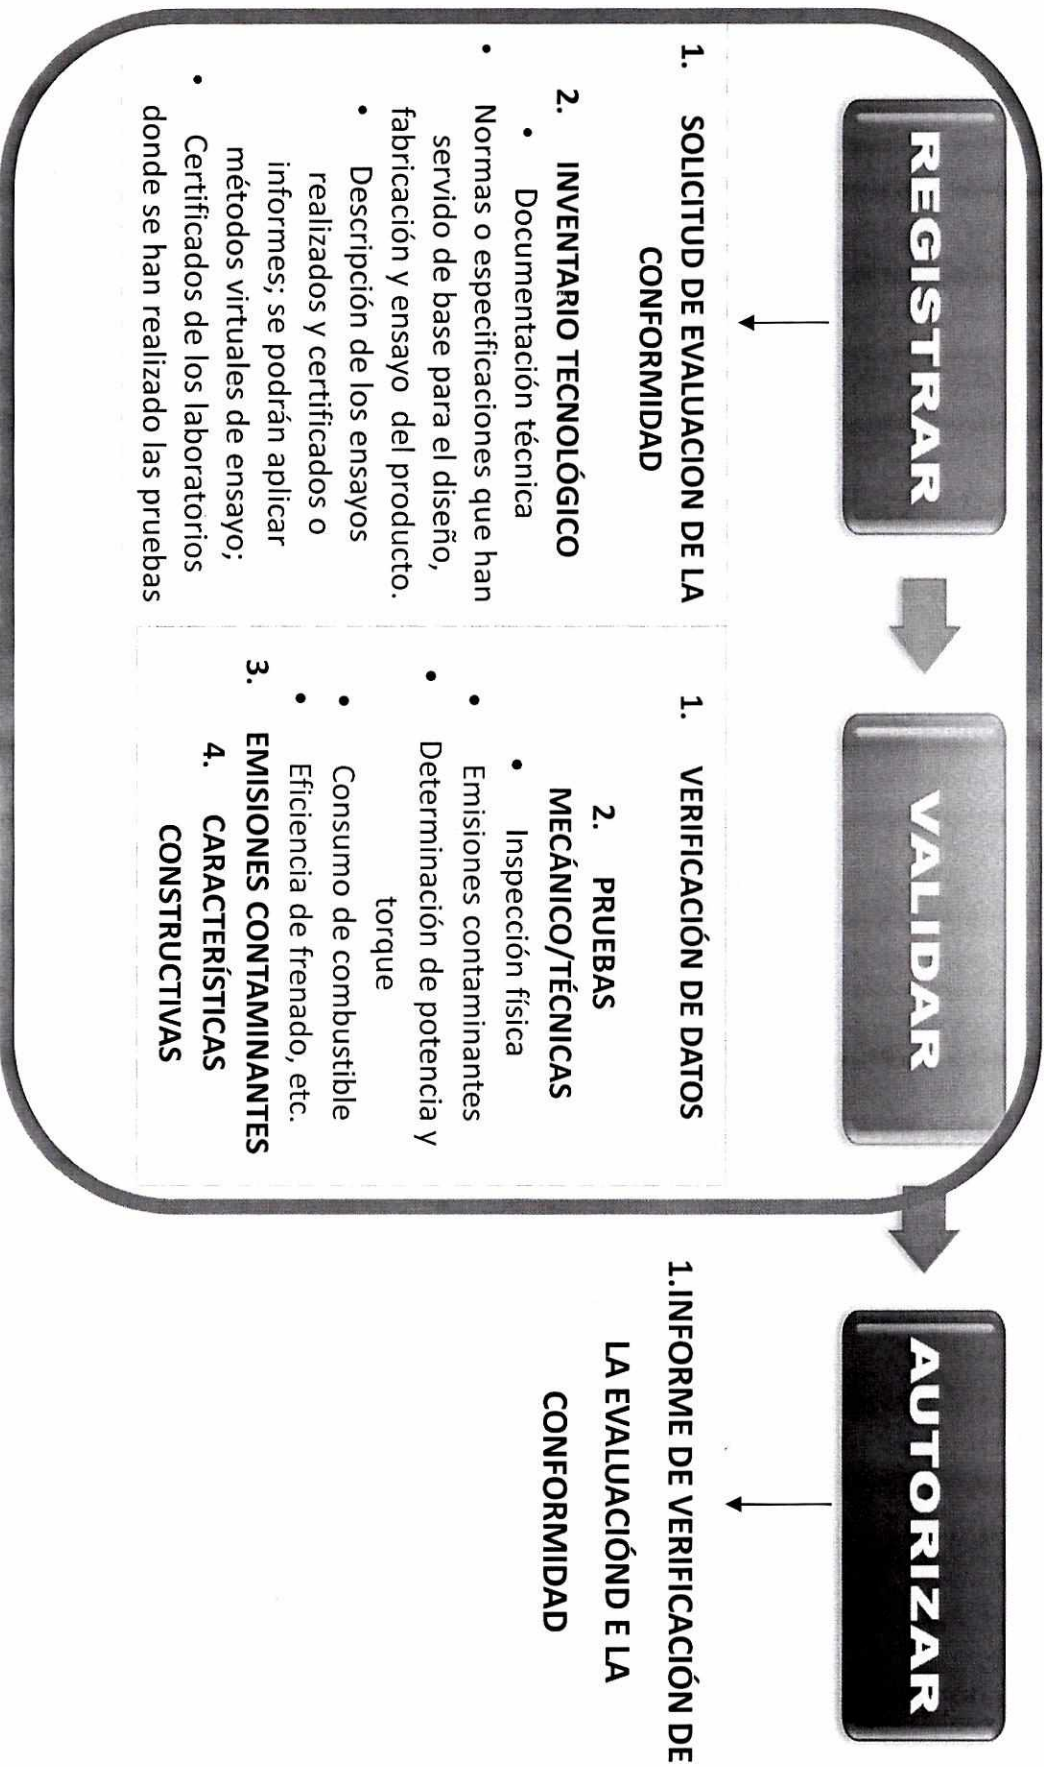 REGISTRAR
1. SOLICITUD DE EVALUACION DE LA
CONFORMIDAD
2. INVENTARIO TECNOLÓGICO
• Documentación técnica
• Normas o especificaciones que han
servido de base para el diseño,
fabricación y ensayo del producto.
• Descripción de los ensayos
realizados y certificados o
informes; se podrán aplicar
métodos virtuales de ensayo;
• Certificados de los laboratorios
donde se han realizado las pruebas
VALIDAR
1. VERIFICACIÓN DE DATOS
2. PRUEBAS
MECÁNICO/TÉCNICAS
• Inspección física
• Emisiones contaminantes
• Determinación de potencia y
torque
• Consumo de combustible
• Eficiencia de frenado, etc.
3. EMISIONES CONTAMINANTES
4. CARACTERÍSTICAS
CONSTRUCTIVAS
AUTORIZAR
1.INFORME DE VERIFICACIÓN DE
LA EVALUACIÓND E LA
CONFORMIDAD